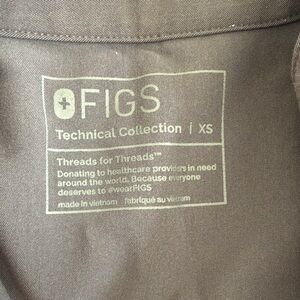 FIGS
Technical Collection | XS
Threads for Threads™
Donating to healthcare providers in need
around the world. Because everyone
deserves to #wearFIGS
made in vietnam fabriqué au vietnam